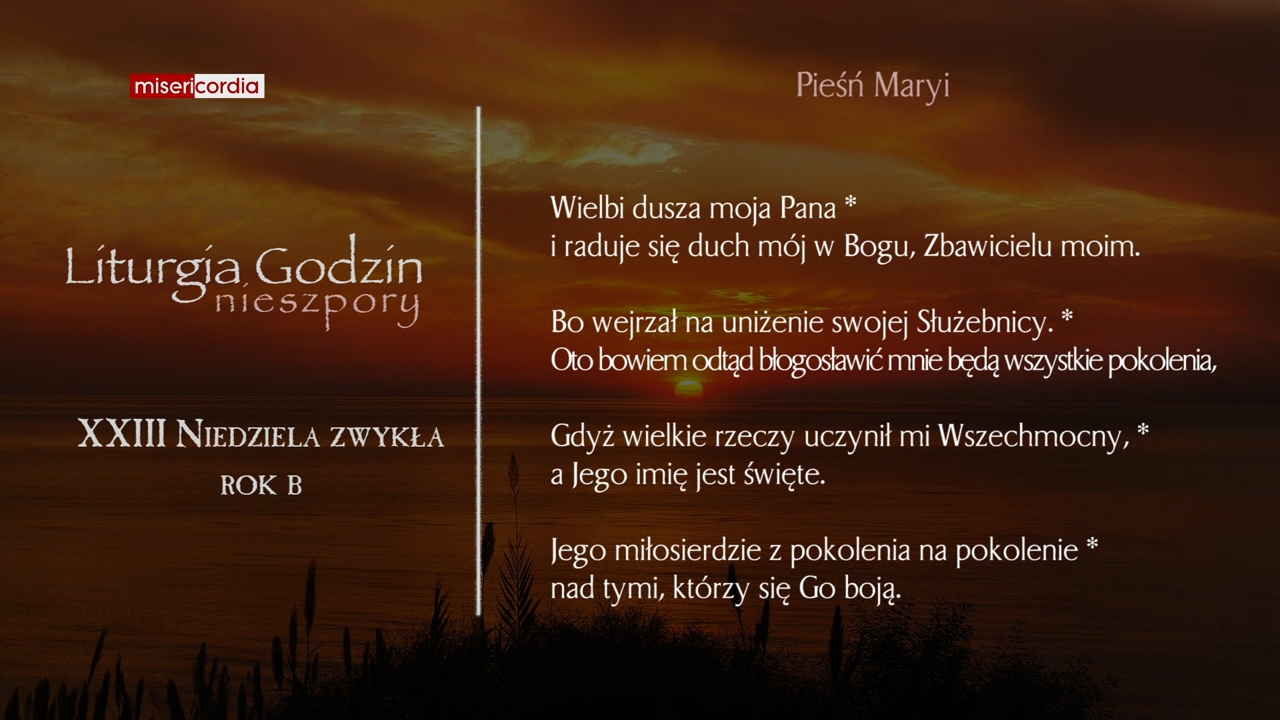 misericordia
Liturgia Godzin
nieszpory
XXIII Niedziela zwykła
rok B
Pieśń Maryi
Wielbi dusza moja Pana *
i raduje się duch mój w Bogu, Zbawicielu moim.
Bo wejrzał na uniżenie swojej Służebnicy. *
Oto bowiem odtąd błogosławić mnie będą wszystkie pokolenia,
Gdyż wielkie rzeczy uczynił mi Wszechmocny, *
a Jego imię jest święte.
Jego miłosierdzie z pokolenia na pokolenie *
nad tymi, którzy się Go boją.